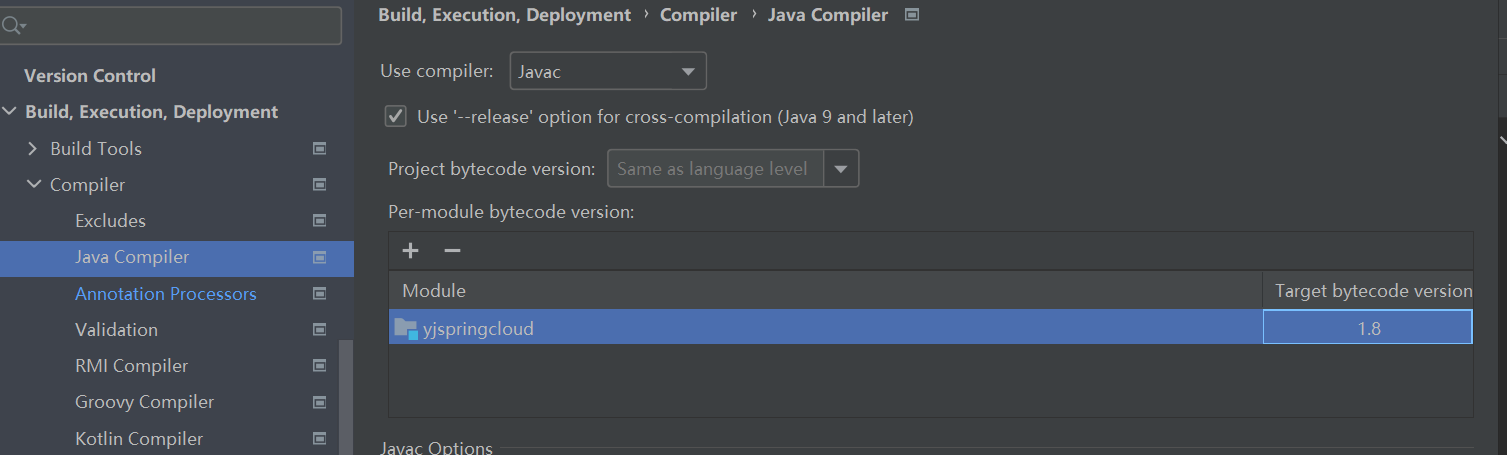 Version Control
Build, Execution, Deployment
Build Tools
Compiler
Excludes
Java Compiler
Annotation Processors
Validation
RMI Compiler
Groovy Compiler
Kotlin Compiler
Build, Execution, Deployment › Compiler › Java Compiler
Use compiler: Javac
Use '--release' option for cross-compilation (Java 9 and later)
Project bytecode version: Same as language level
Per-module bytecode version:
Module Target bytecode version
yjspringcloud 1.8
Javac Options